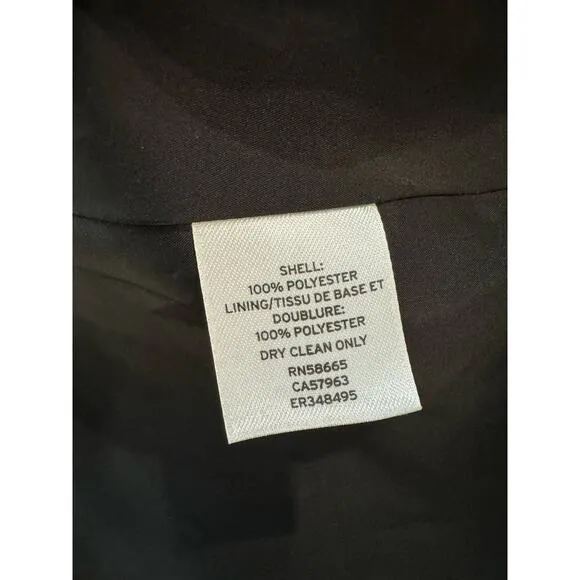 SHELL:
100% POLYESTER
LINING/TISSU DE BASE ET
DOUBLURE:
100% POLYESTER
DRY CLEAN ONLY
RN58665
CA57963
ER348495